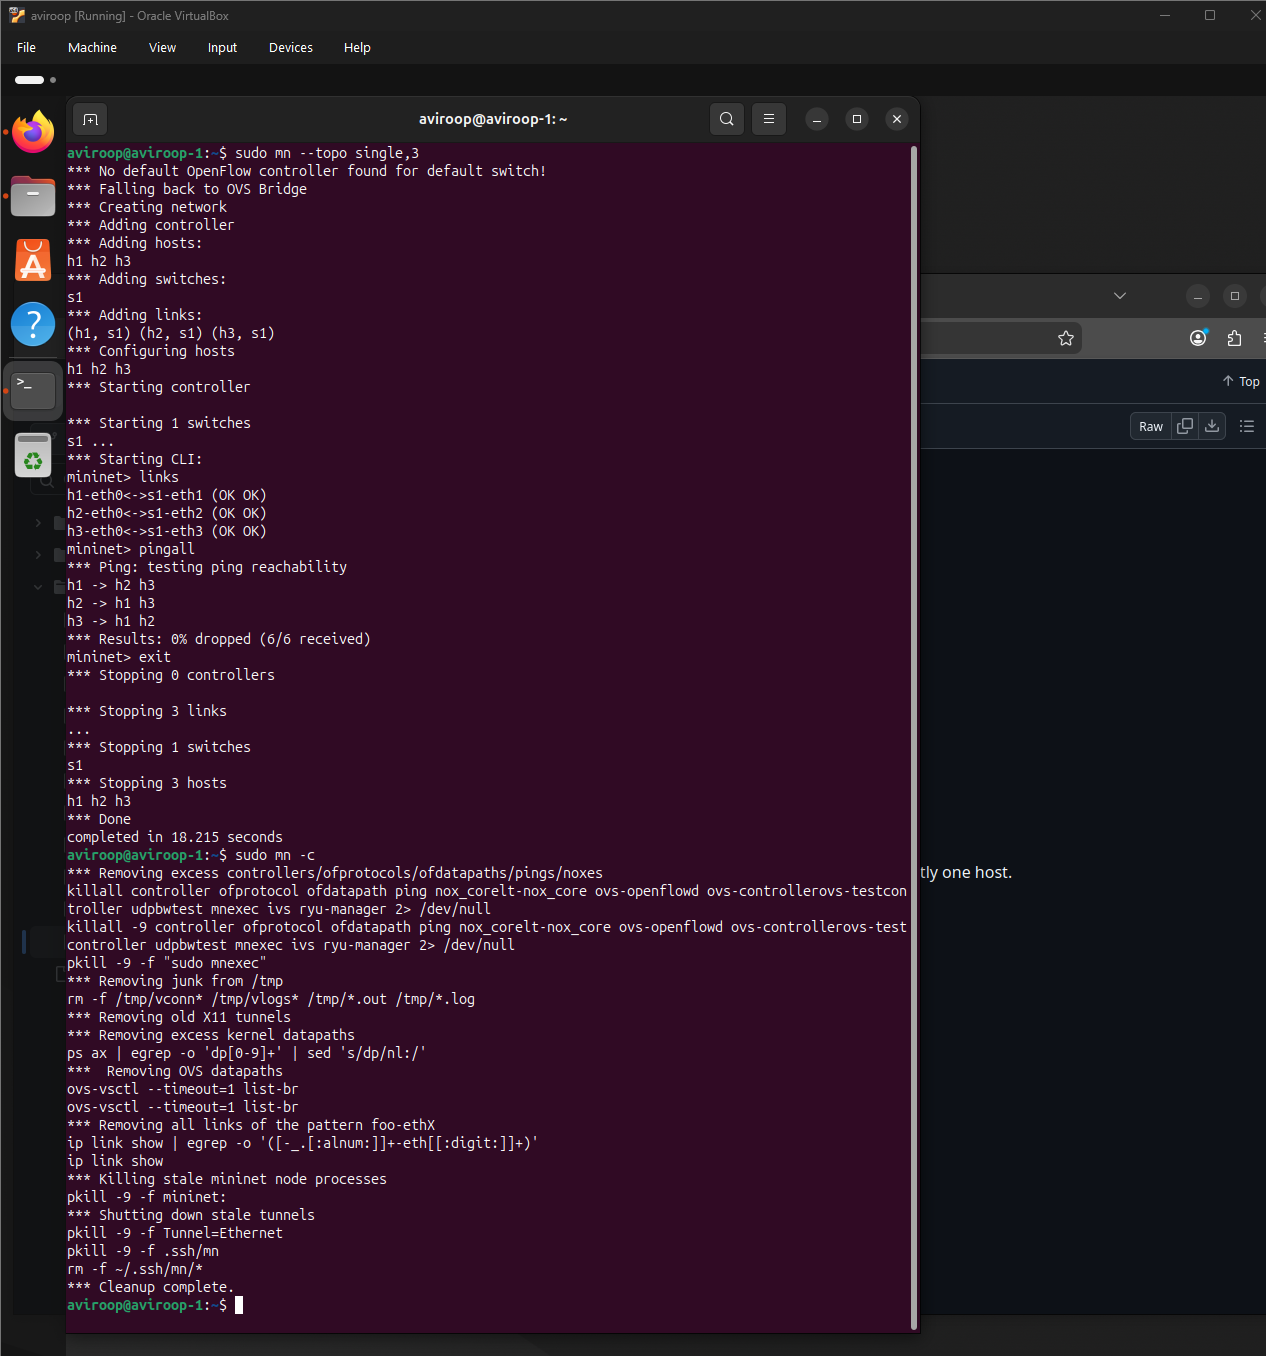 aviroop [Running] - Oracle VirtualBox
File Machine View Input Devices Help
aviroop@aviroop-1: ~
aviroop@aviroop-1:~$ sudo mn --topo single,3
*** No default OpenFlow controller found for default switch!
*** Falling back to OVS Bridge
*** Creating network
*** Adding controller
*** Adding hosts:
h1 h2 h3
*** Adding switches:
s1
*** Adding links:
(h1, s1) (h2, s1) (h3, s1)
*** Configuring hosts
h1 h2 h3
*** Starting controller

*** Starting 1 switches
s1 ...
*** Starting CLI:
mininet> links
h1-eth0<->s1-eth1 (OK OK)
h2-eth0<->s1-eth2 (OK OK)
h3-eth0<->s1-eth3 (OK OK)
mininet> pingall
*** Ping: testing ping reachability
h1 -> h2 h3
h2 -> h1 h3
h3 -> h1 h2
*** Results: 0% dropped (6/6 received)
mininet> exit
*** Stopping 0 controllers

*** Stopping 3 links
...
*** Stopping 1 switches
s1
*** Stopping 3 hosts
h1 h2 h3
*** Done
completed in 18.215 seconds
aviroop@aviroop-1:~$ sudo mn -c
*** Removing excess controllers/ofprotocols/ofdatapaths/pings/noxes
killall controller ofprotocol ofdatapath ping nox_corelt-nox_core ovs-openflowd ovs-controllerovs-testcon
troller udpbwtest mnexec ivs ryu-manager 2> /dev/null
killall -9 controller ofprotocol ofdatapath ping nox_corelt-nox_core ovs-openflowd ovs-controllerovs-test
controller udpbwtest mnexec ivs ryu-manager 2> /dev/null
pkill -9 -f "sudo mnexec"
*** Removing junk from /tmp
rm -f /tmp/vconn* /tmp/vlogs* /tmp/*.out /tmp/*.log
*** Removing old X11 tunnels
*** Removing excess kernel datapaths
ps ax | egrep -o 'dp[0-9]+' | sed 's/dp/nl:/'
***  Removing OVS datapaths
ovs-vsctl --timeout=1 list-br
ovs-vsctl --timeout=1 list-br
*** Removing all links of the pattern foo-ethX
ip link show | egrep -o '([-_.[:alnum:]]+-eth[[:digit:]]+)'
ip link show
*** Killing stale mininet node processes
pkill -9 -f mininet:
*** Shutting down stale tunnels
pkill -9 -f Tunnel=Ethernet
pkill -9 -f .ssh/mn
rm -f ~/.ssh/mn/*
*** Cleanup complete.
aviroop@aviroop-1:~$
Top
Raw
tly one host.